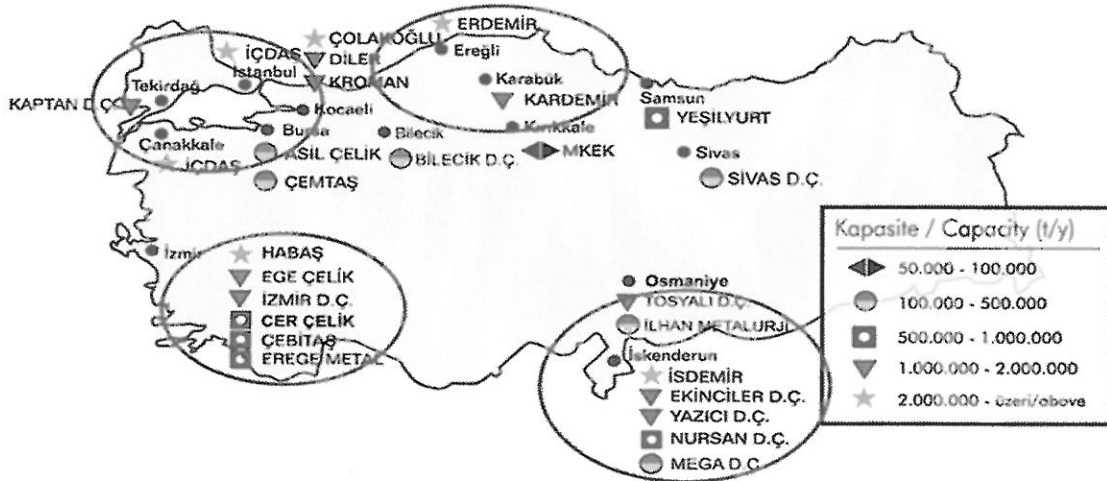 ERDEMİR
ÇOLAKOĞLU
Ereğli
İÇDAŞ
DİLER
İstanbul
Karabük
Tekirdağ
KROMAN
KARDEMİR
Samsun
KAPTAN D.Ç.
Kocaeli
YEŞİLYURT
Çanakkale
Bursa
Bilecik
Kırıkkale
ASİL ÇELİK
MKEK
Sivas
İÇDAŞ
BİLECİK D.Ç.
ÇEMTAŞ
SİVAS D.Ç.
İzmir
HABAŞ
EGE ÇELİK
İZMİR D.Ç.
CER ÇELİK
ÇEBİTAŞ
EREGE METAL
Osmaniye
TOSYALI D.Ç.
İLHAN METALURJİ
İskenderun
İSDEMİR
EKİNCİLER D.Ç.
YAZICI D.Ç.
NURSAN D.Ç.
MEGA D.Ç.
Kapasite / Capacity (t/y)
50.000 - 100.000
100.000 - 500.000
500.000 - 1.000.000
1.000.000 - 2.000.000
2.000.000 - üzeri/above